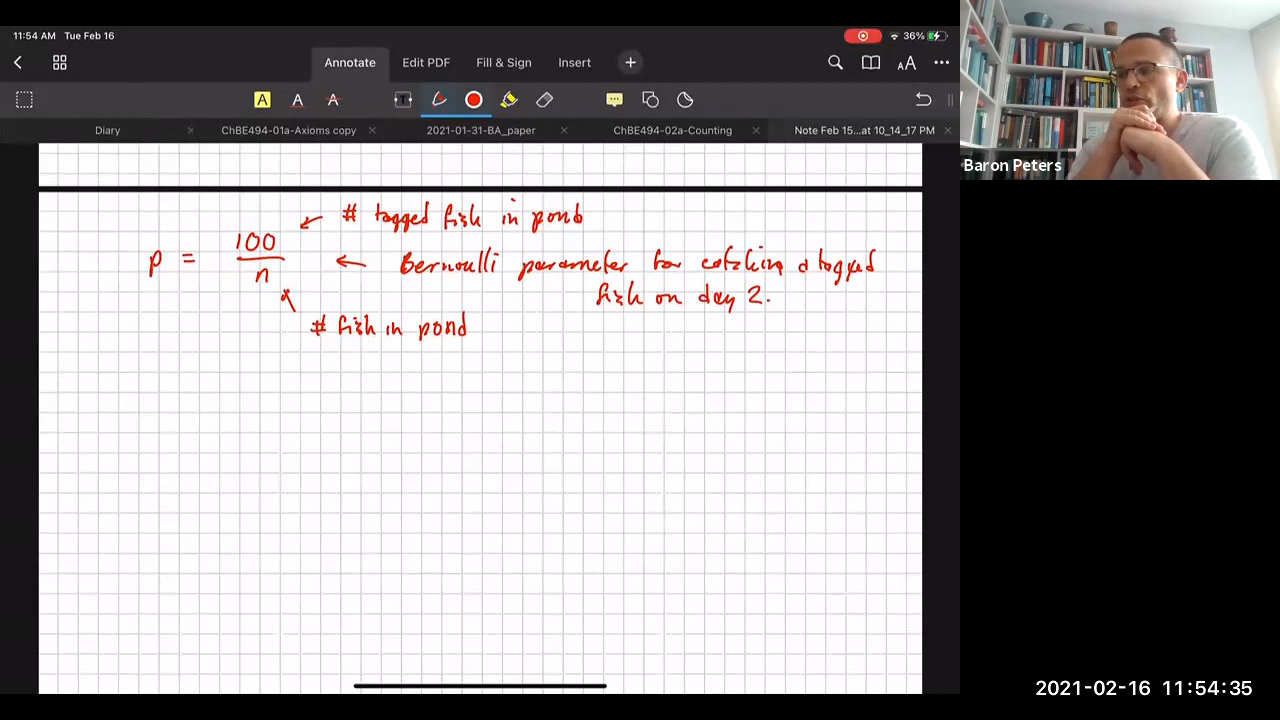 11:54 AM Tue Feb 16
36%
Annotate Edit PDF Fill & Sign Insert
Diary ChBE494-01a-Axioms copy 2021-01-31-BA_paper ChBE494-02a-Counting Note Feb 15...at 10_14_17 PM
Baron Peters
# tagged fish in pond
p = 100/n ← Bernoulli parameter for catching a tagged
fish on day 2.
# fish in pond
2021-02-16 11:54:35